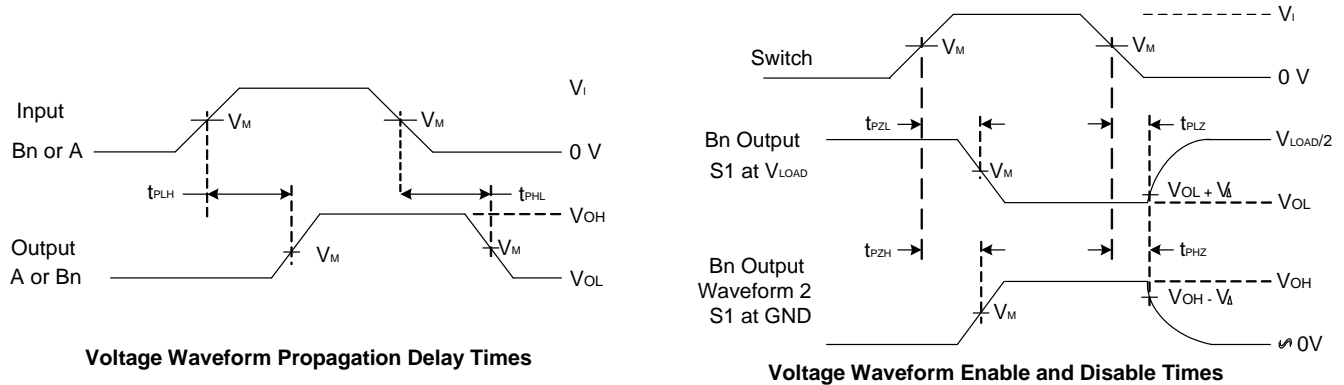 Input
Bn or A
VM
VM
VI
0 V
tPLH
tPHL
Output
A or Bn
VM
VM
VOH
VOL
Voltage Waveform Propagation Delay Times
Switch
VM
VM
VI
0 V
Bn Output
S1 at VLOAD
tPZL
VM
tPLZ
VLOAD/2
VOL + VΔ
VOL
Bn Output
Waveform 2
S1 at GND
tPZH
VM
tPHZ
VOH
VOH - VΔ
0V
Voltage Waveform Enable and Disable Times